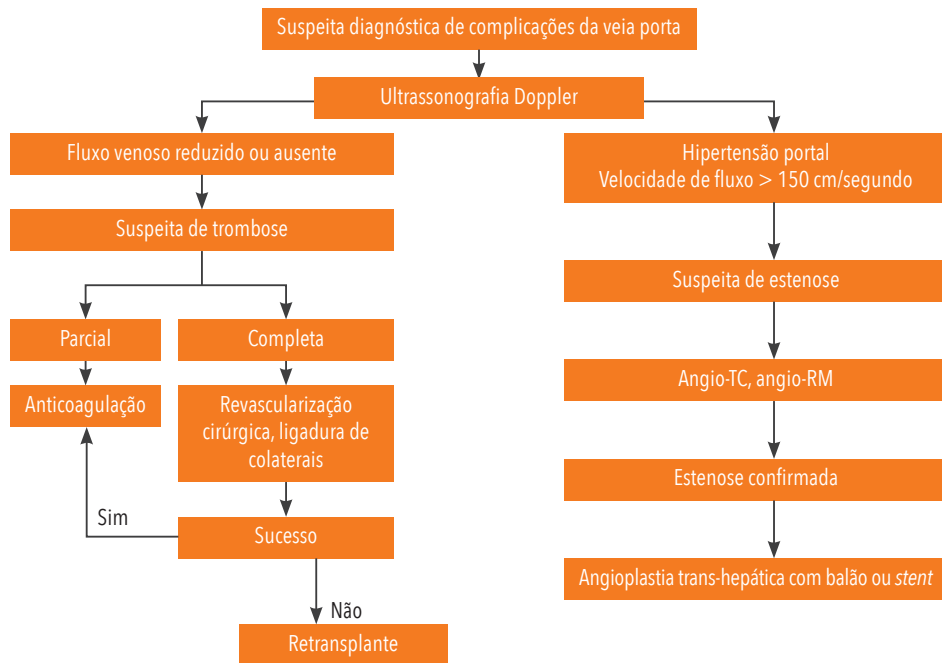 Suspeita diagnóstica de complicações da veia porta
Ultrassonografia Doppler
Fluxo venoso reduzido ou ausente
Suspeita de trombose
Parcial
Completa
Anticoagulação
Revascularização
cirúrgica, ligadura de
colaterais
Sim
Sucesso
Não
Retransplante
Hipertensão portal
Velocidade de fluxo > 150 cm/segundo
Suspeita de estenose
Angio-TC, angio-RM
Estenose confirmada
Angioplastia trans-hepática com balão ou stent